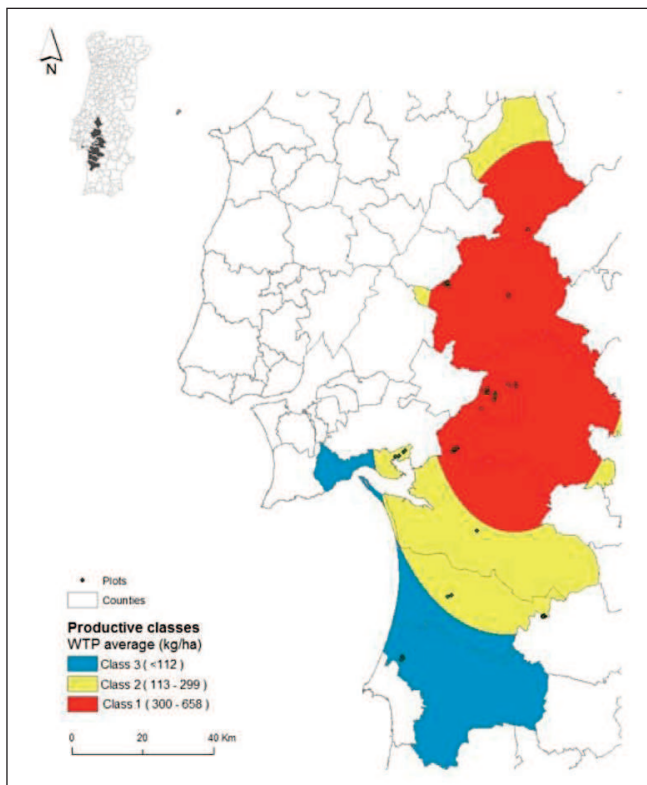 N
Plots
Counties
Productive classes
WTP average (kg/ha)
Class 3 ( <112 )
Class 2 ( 113 - 299 )
Class 1 ( 300 - 658 )
0 20 40 Km